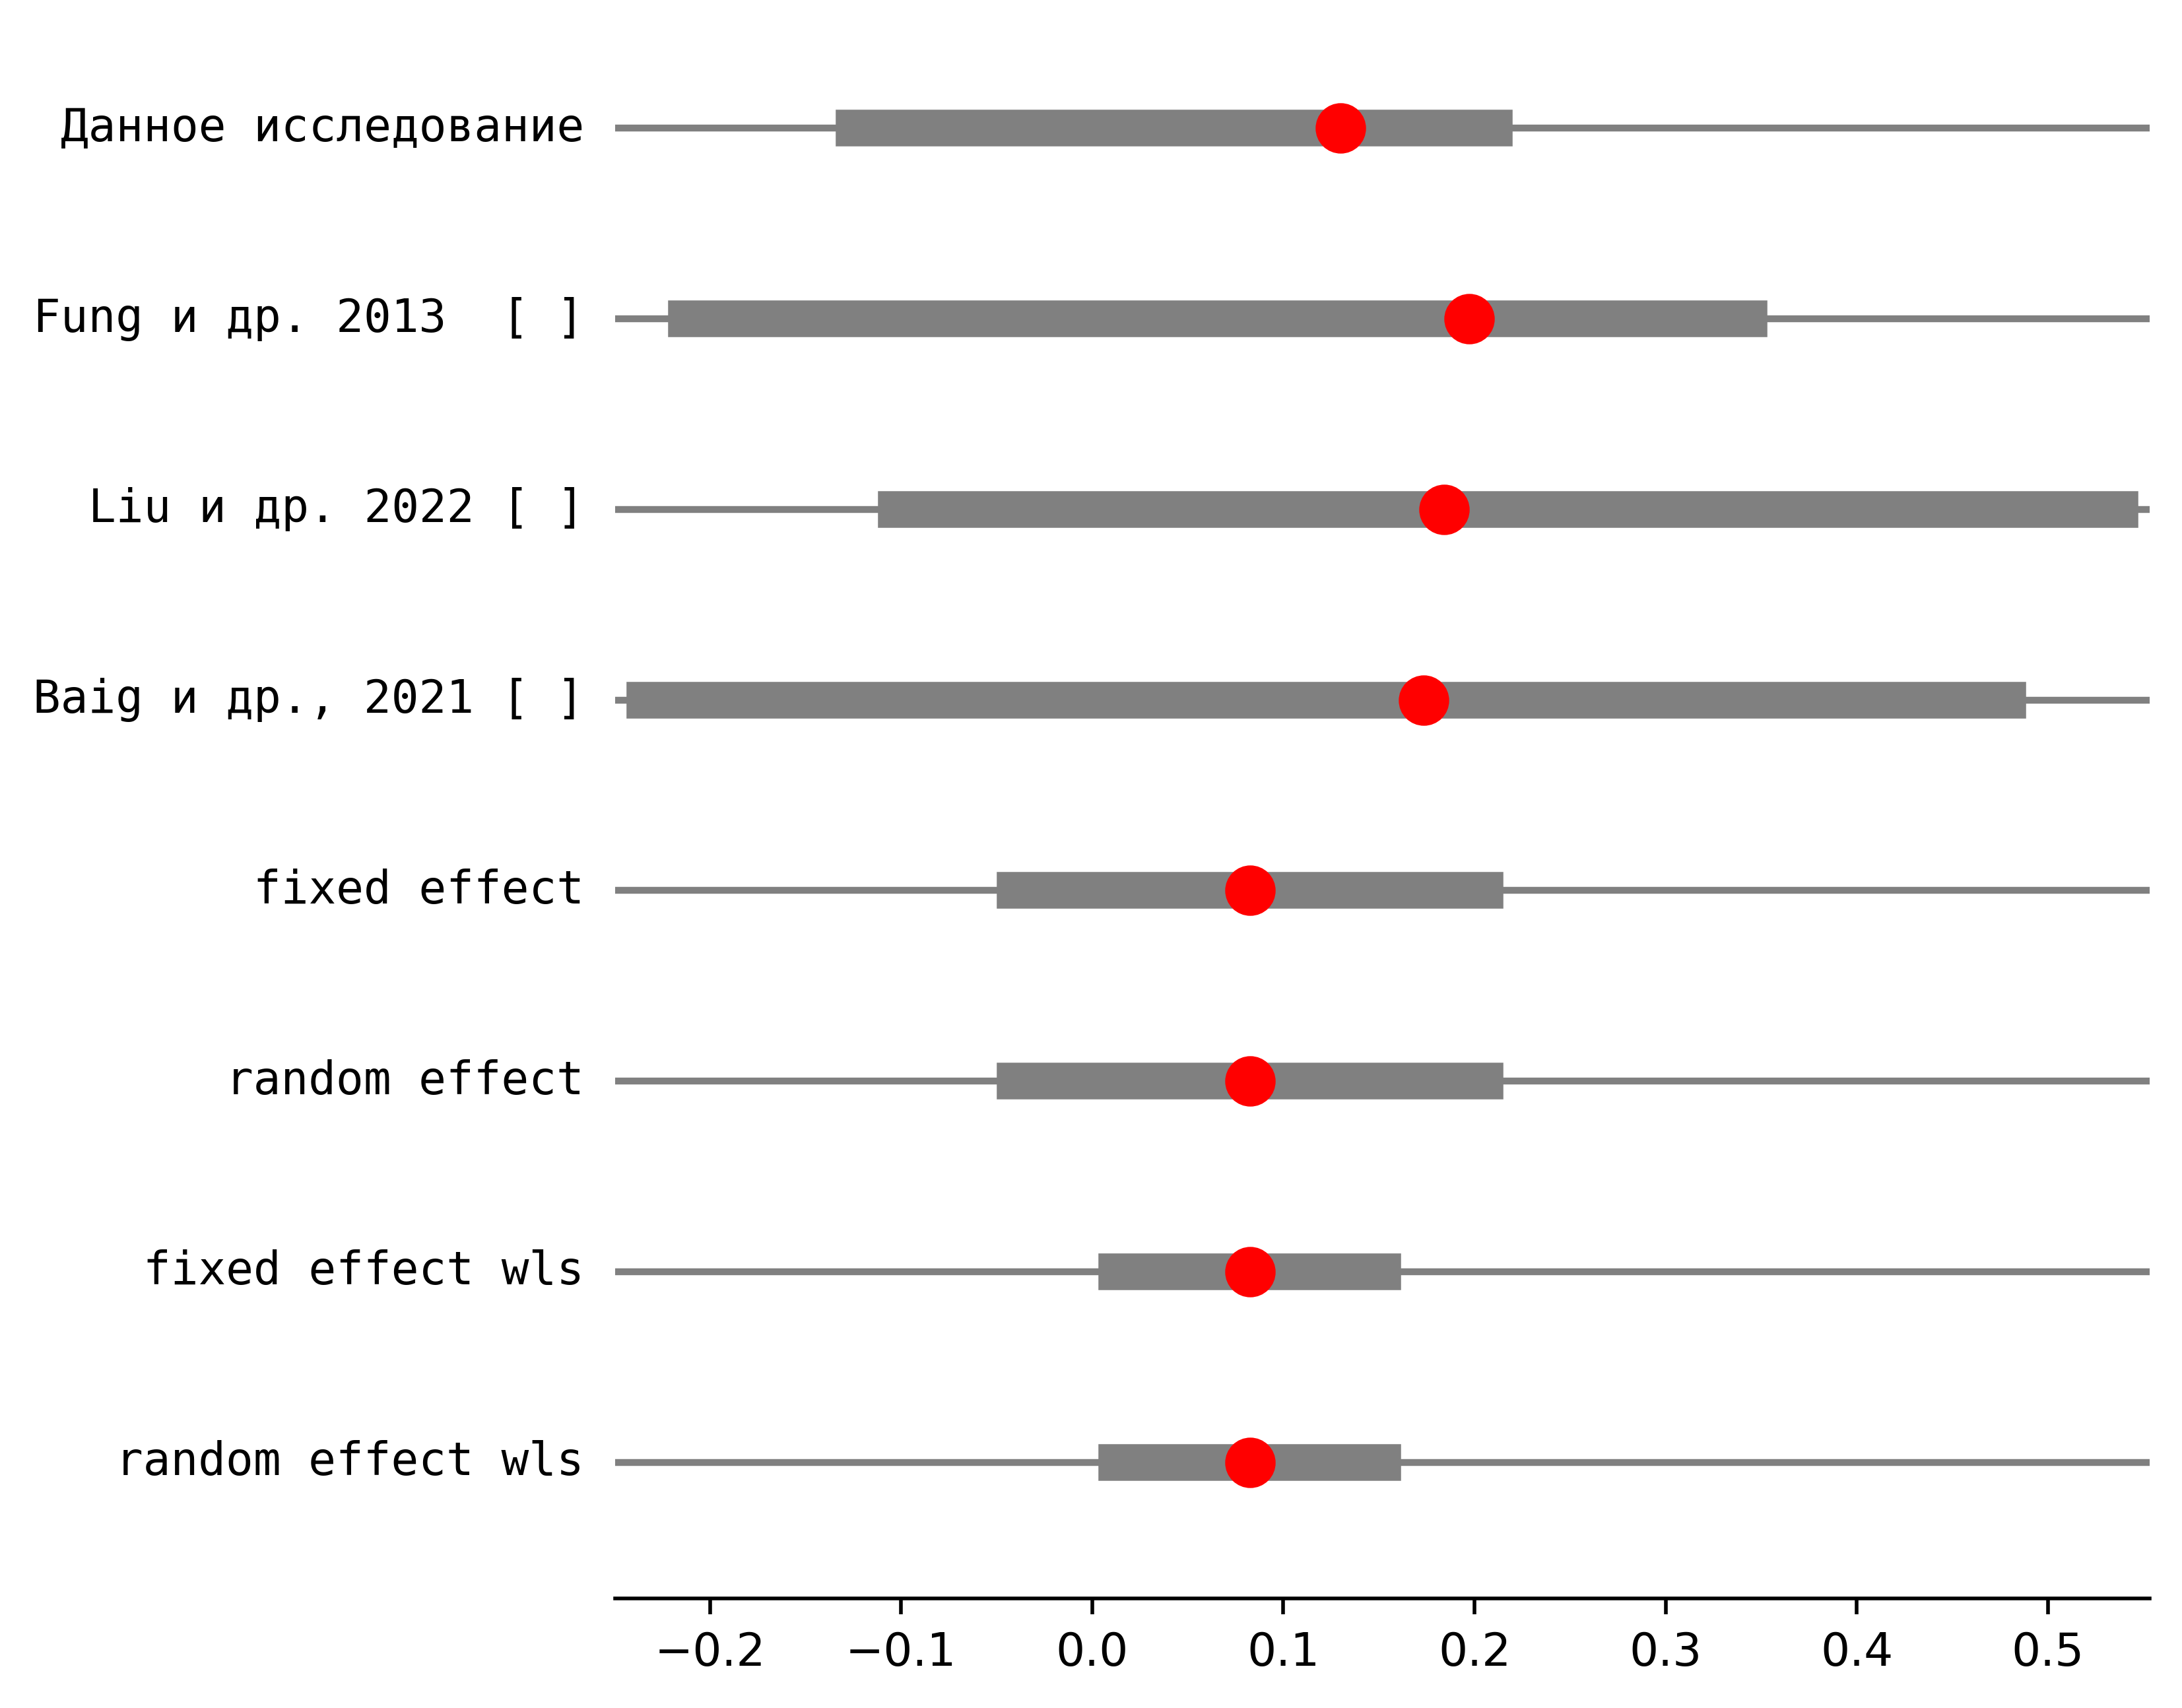 Данное исследование
Fung и др. 2013  [ ]
Liu и др. 2022 [ ]
Baig и др., 2021 [ ]
fixed effect
random effect
fixed effect wls
random effect wls
−0.2 −0.1 0.0 0.1 0.2 0.3 0.4 0.5